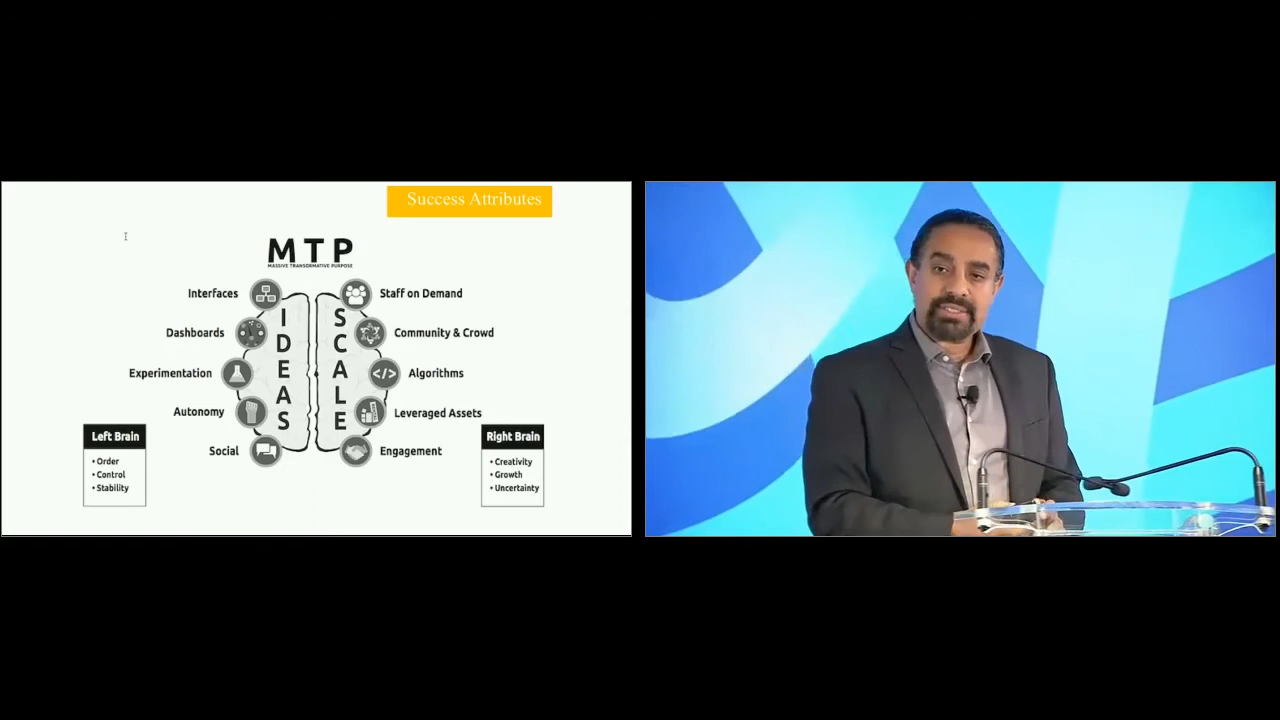 Success Attributes
MTP
MASSIVE TRANSORMATIVE PURPOSE
Interfaces
Dashboards
Experimentation
Autonomy
Social
IDEAS
SCALE
Staff on Demand
Community & Crowd
Algorithms
Leveraged Assets
Engagement
Left Brain
• Order
• Control
• Stability
Right Brain
• Creativity
• Growth
• Uncertainty